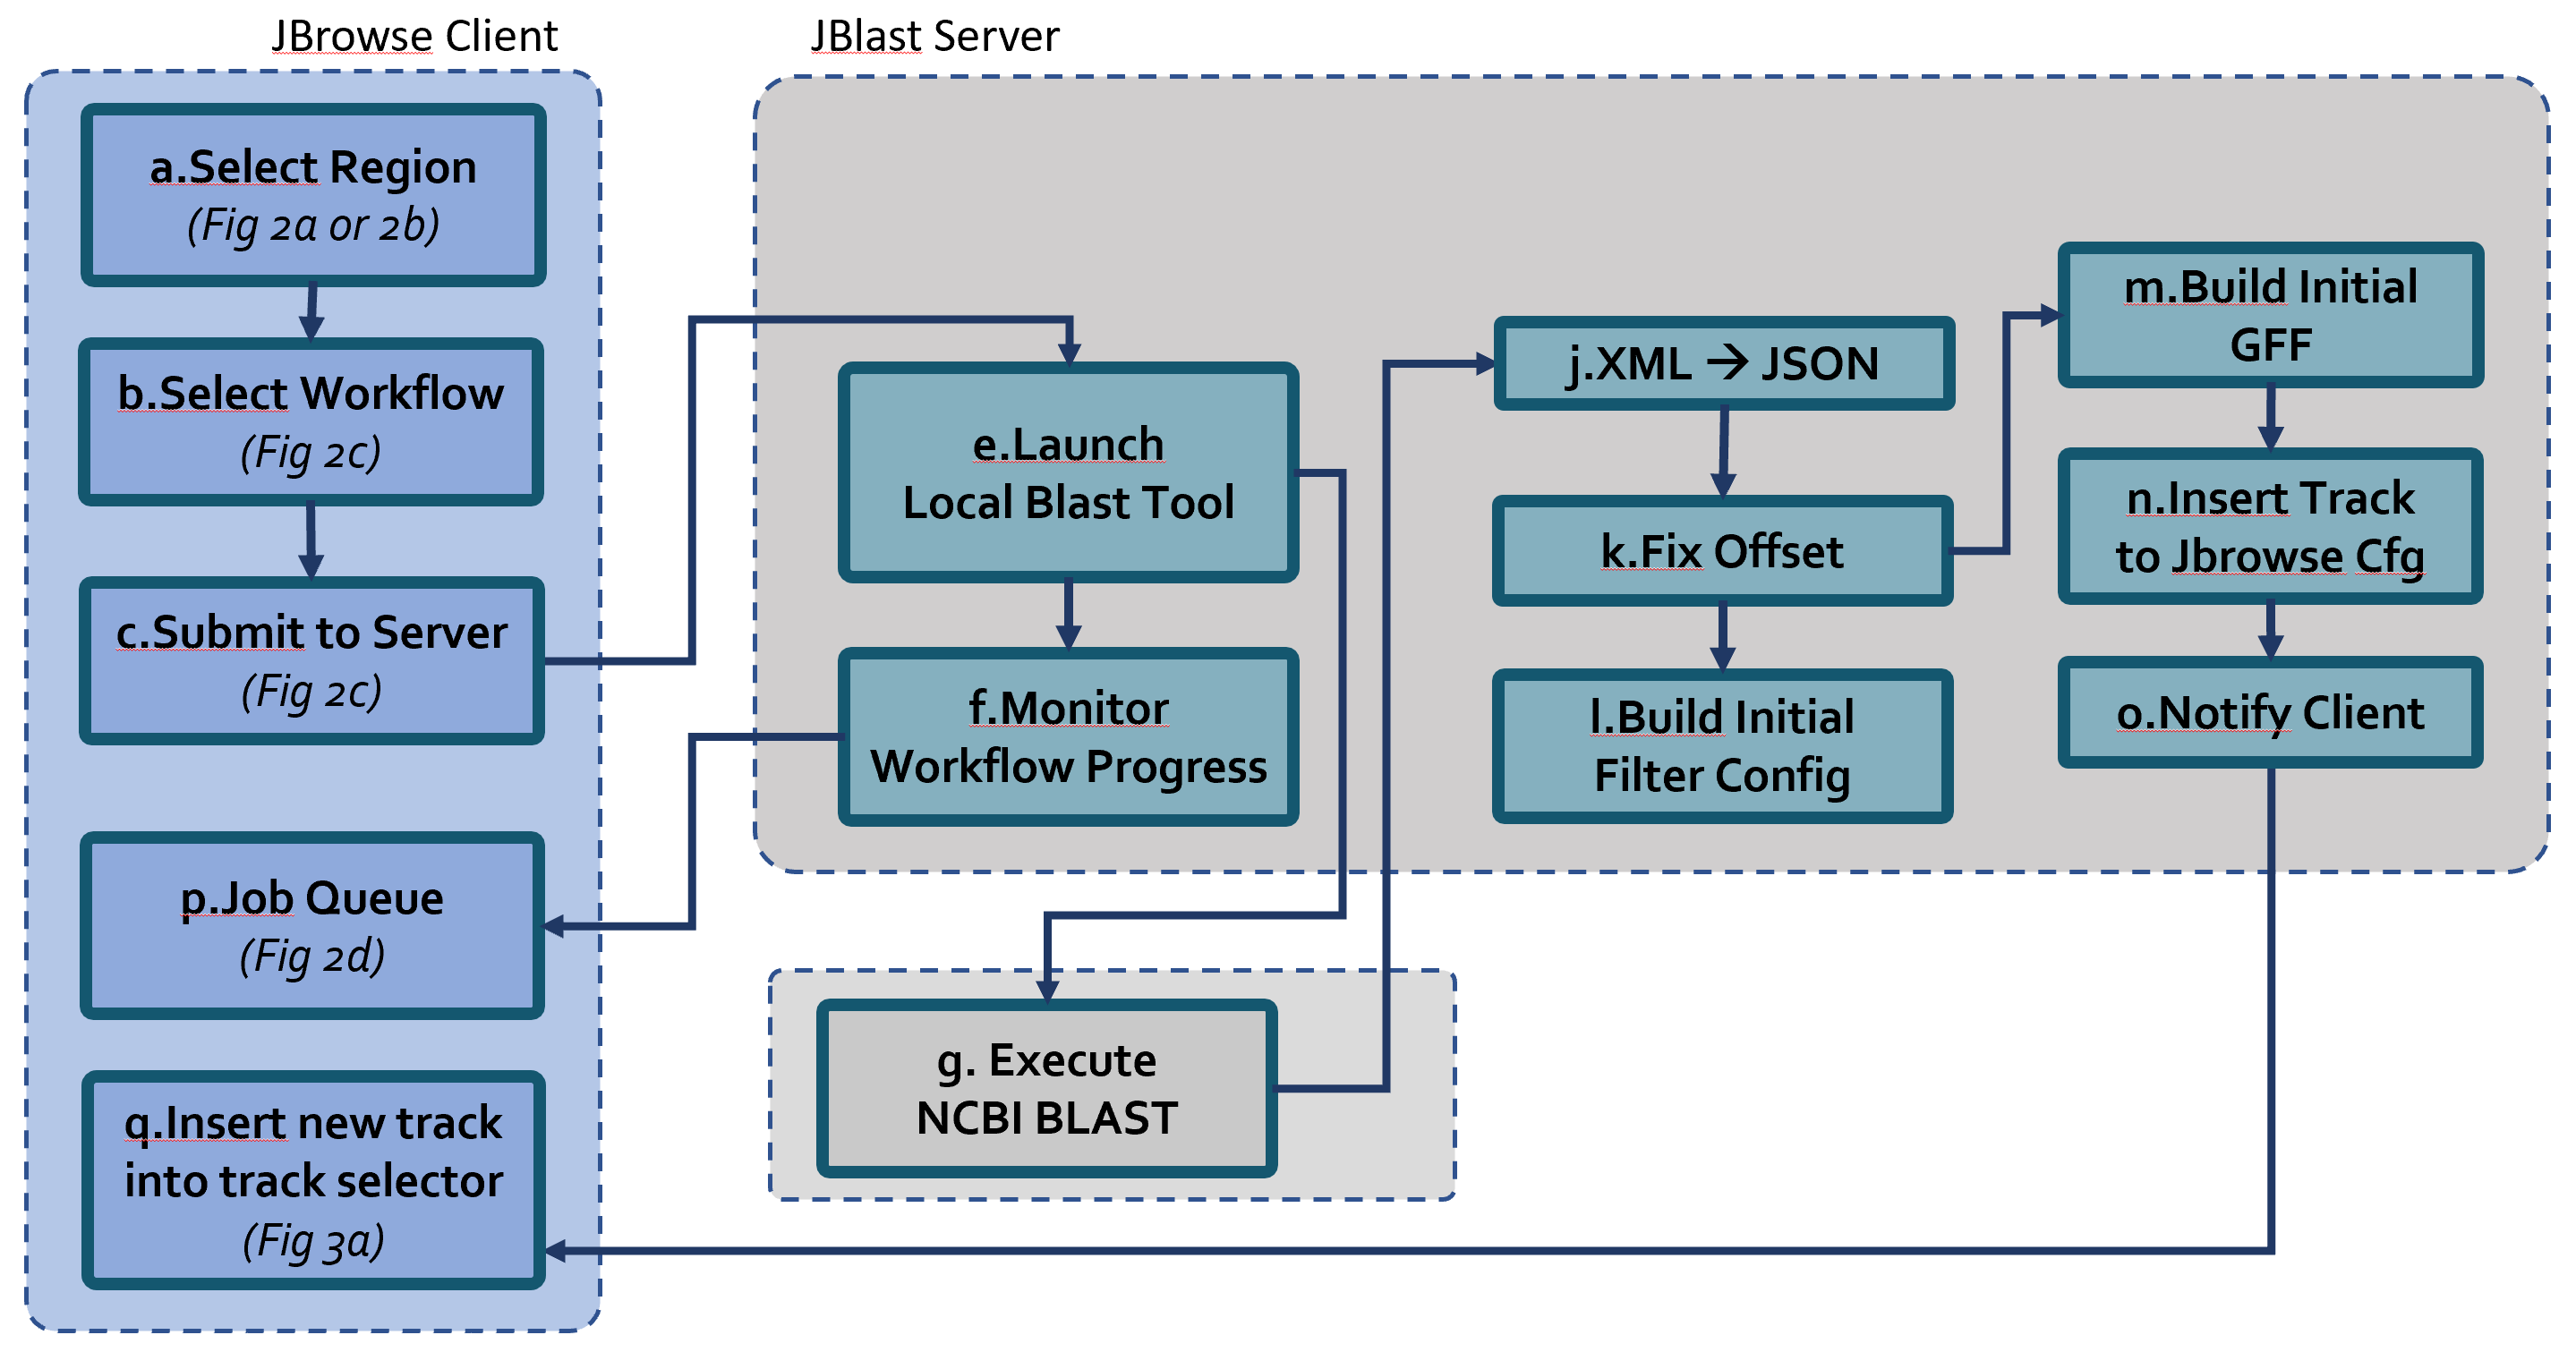 JBrowse Client
a.Select Region
(Fig 2a or 2b)
b.Select Workflow
(Fig 2c)
c.Submit to Server
(Fig 2c)
p.Job Queue
(Fig 2d)
q.Insert new track
into track selector
(Fig 3a)
JBlast Server
e.Launch
Local Blast Tool
f.Monitor
Workflow Progress
g. Execute
NCBI BLAST
j.XML → JSON
k.Fix Offset
l.Build Initial
Filter Config
m.Build Initial
GFF
n.Insert Track
to Jbrowse Cfg
o.Notify Client